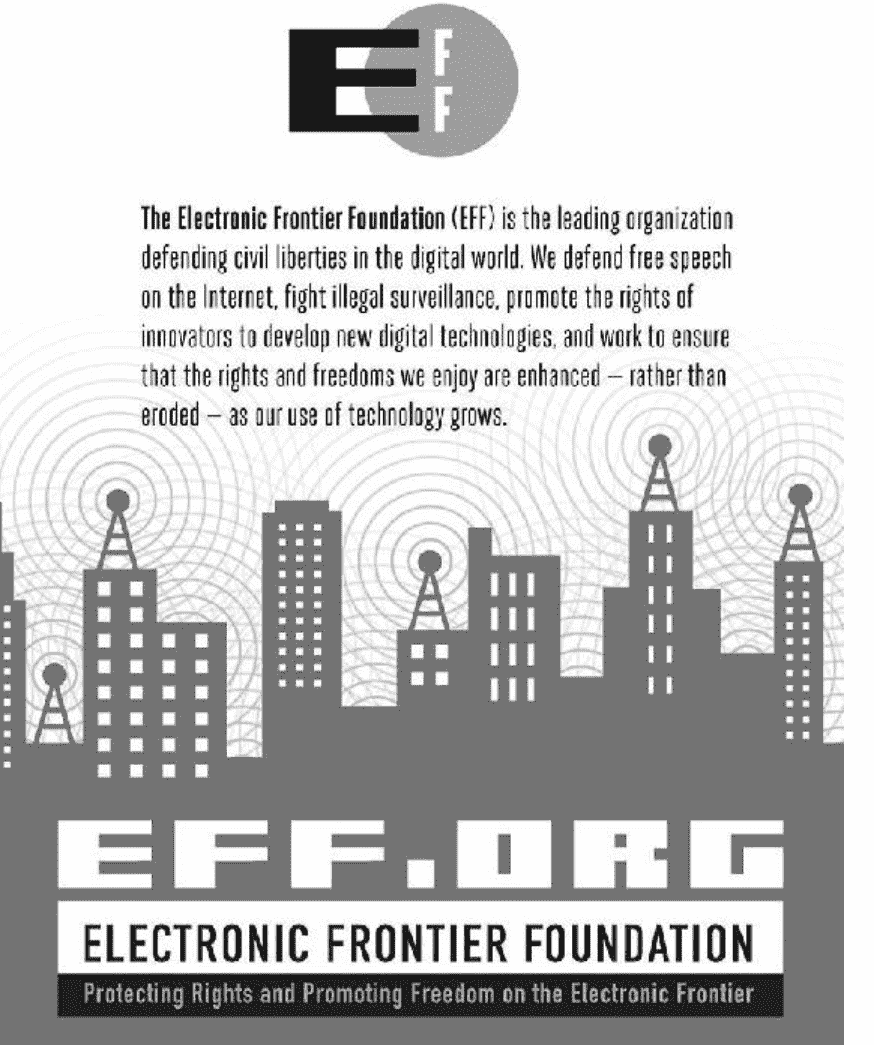 E F F
The Electronic Frontier Foundation (EFF) is the leading organization
defending civil liberties in the digital world. We defend free speech
on the Internet, fight illegal surveillance, promote the rights of
innovators to develop new digital technologies, and work to ensure
that the rights and freedoms we enjoy are enhanced — rather than
eroded — as our use of technology grows.
EFF.ORG
ELECTRONIC FRONTIER FOUNDATION
Protecting Rights and Promoting Freedom on the Electronic Frontier